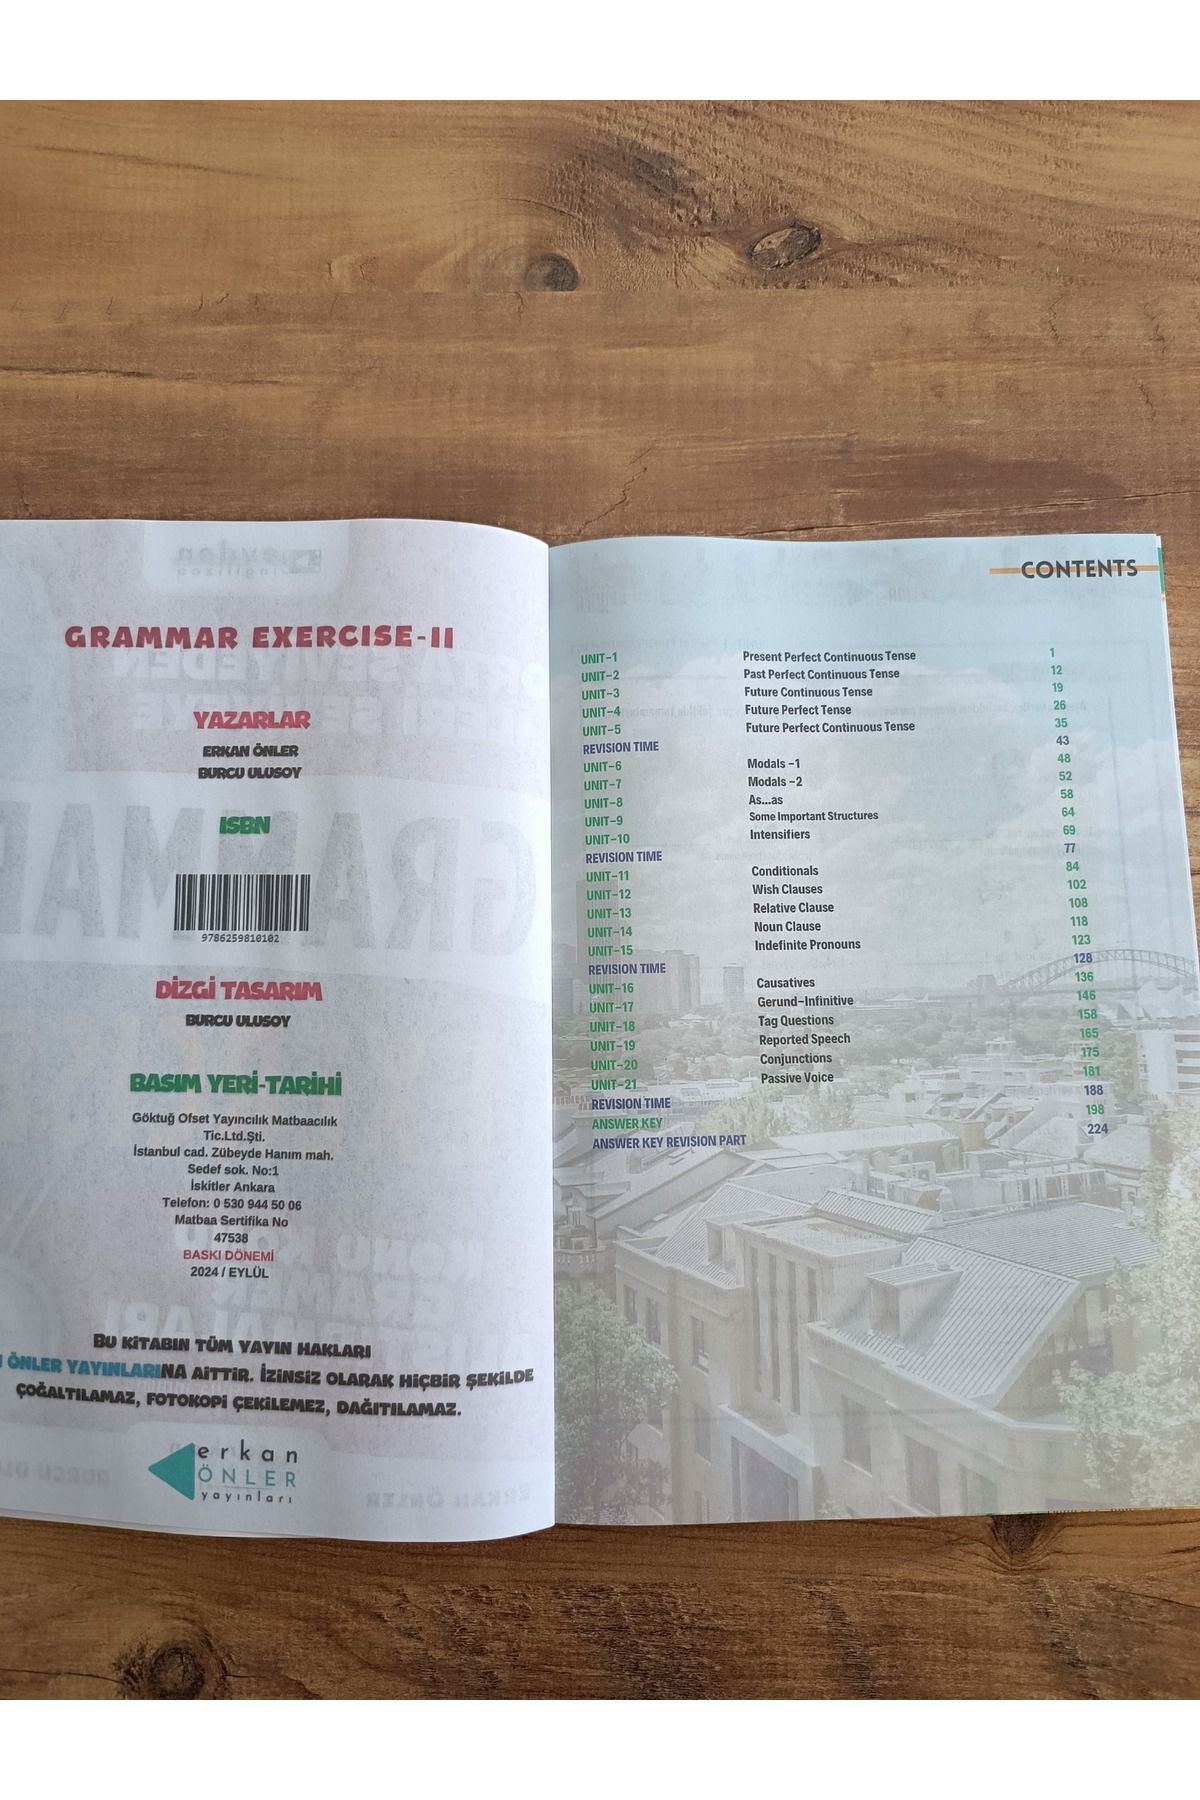 GRAMMAR EXERCISE-II
YAZARLAR
ERKAN ÖNLER
BURCU ULUSOY
ISBN
9786259810102
DİZGİ TASARIM
BURCU ULUSOY
BASIM YERİ-TARİHİ
Göktuğ Ofset Yayıncılık Matbaacılık
Tic.Ltd.Şti.
İstanbul cad. Zübeyde Hanım mah.
Sedef sok. No:1
İskitler Ankara
Telefon: 0 530 944 50 06
Matbaa Sertifika No
47538
BASKI DÖNEMİ
2024 / EYLÜL
BU KİTABIN TÜM YAYIN HAKLARI
ÖNLER YAYINLARINA AİTTİR. İZİNSİZ OLARAK HİÇBİR ŞEKİLDE
ÇOĞALTILAMAZ, FOTOKOPİ ÇEKİLEMEZ, DAĞITILAMAZ.
erkan
ÖNLER
yayınları
CONTENTS
UNIT-1 Present Perfect Continuous Tense 1
UNIT-2 Past Perfect Continuous Tense 12
UNIT-3 Future Continuous Tense 19
UNIT-4 Future Perfect Tense 26
UNIT-5 Future Perfect Continuous Tense 35
REVISION TIME 43
UNIT-6 Modals -1 48
UNIT-7 Modals -2 52
UNIT-8 As...as 58
UNIT-9 Some Important Structures 64
UNIT-10 Intensifiers 69
REVISION TIME 77
UNIT-11 Conditionals 84
UNIT-12 Wish Clauses 102
UNIT-13 Relative Clause 108
UNIT-14 Noun Clause 118
UNIT-15 Indefinite Pronouns 123
REVISION TIME 128
UNIT-16 Causatives 136
UNIT-17 Gerund-Infinitive 146
UNIT-18 Tag Questions 158
UNIT-19 Reported Speech 165
UNIT-20 Conjunctions 175
UNIT-21 Passive Voice 181
REVISION TIME 188
ANSWER KEY 198
ANSWER KEY REVISION PART 224